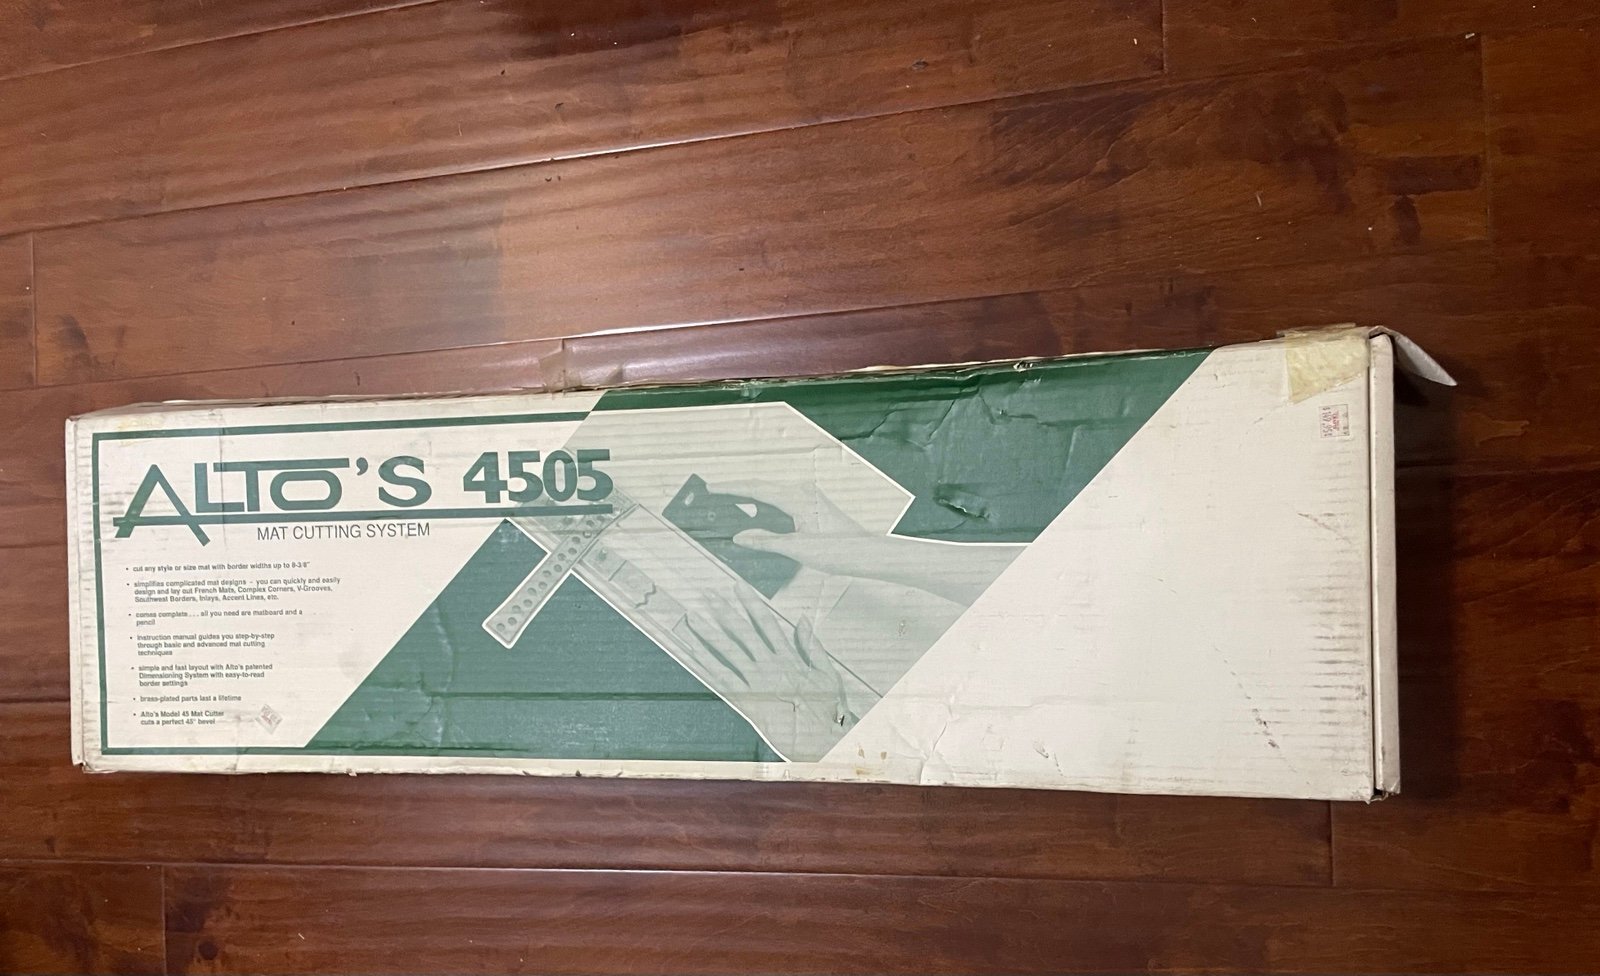 ALTO'S 4505
MAT CUTTING SYSTEM
• cut any style or size mat with border widths up to 8-3/8"
• simplifies complicated mat designs – you can quickly and easily
design and lay out French Mats, Complex Corners, V-Grooves,
Southwest Borders, Inlays, Accent Lines, etc.
• comes complete . . . all you need are matboard and a
pencil
• instruction manual guides you step-by-step
through basic and advanced mat cutting
techniques
• simple and fast layout with Alto's patented
Dimensioning System with easy-to-read
border settings
• brass-plated parts last a lifetime
• Alto's Model 45 Mat Cutter
cuts a perfect 45° bevel